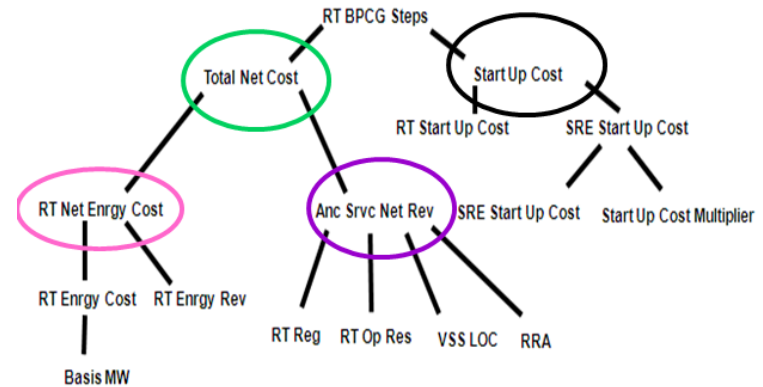 RT BPCG Steps
Total Net Cost
Start Up Cost
RT Start Up Cost
SRE Start Up Cost
RT Net Enrgy Cost
Anc Srvc Net Rev
SRE Start Up Cost
Start Up Cost Multiplier
RT Enrgy Cost
RT Enrgy Rev
RT Reg
RT Op Res
VSS LOC
RRA
Basis MW